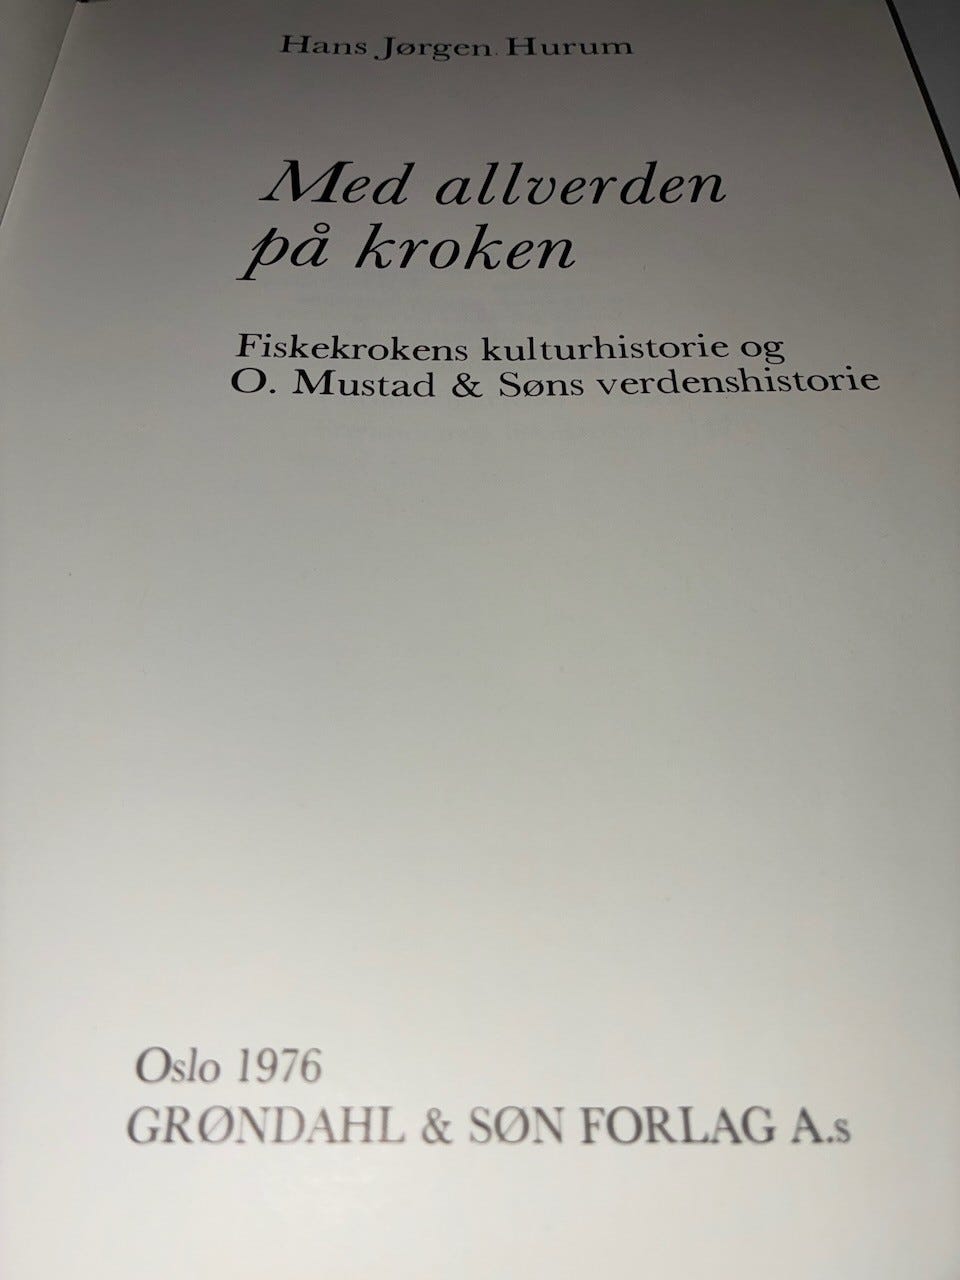 Hans Jørgen Hurum
Med allverden
på kroken
Fiskekrokens kulturhistorie og
O. Mustad & Søns verdenshistorie
Oslo 1976
GRØNDAHL & SØN FORLAG A.s